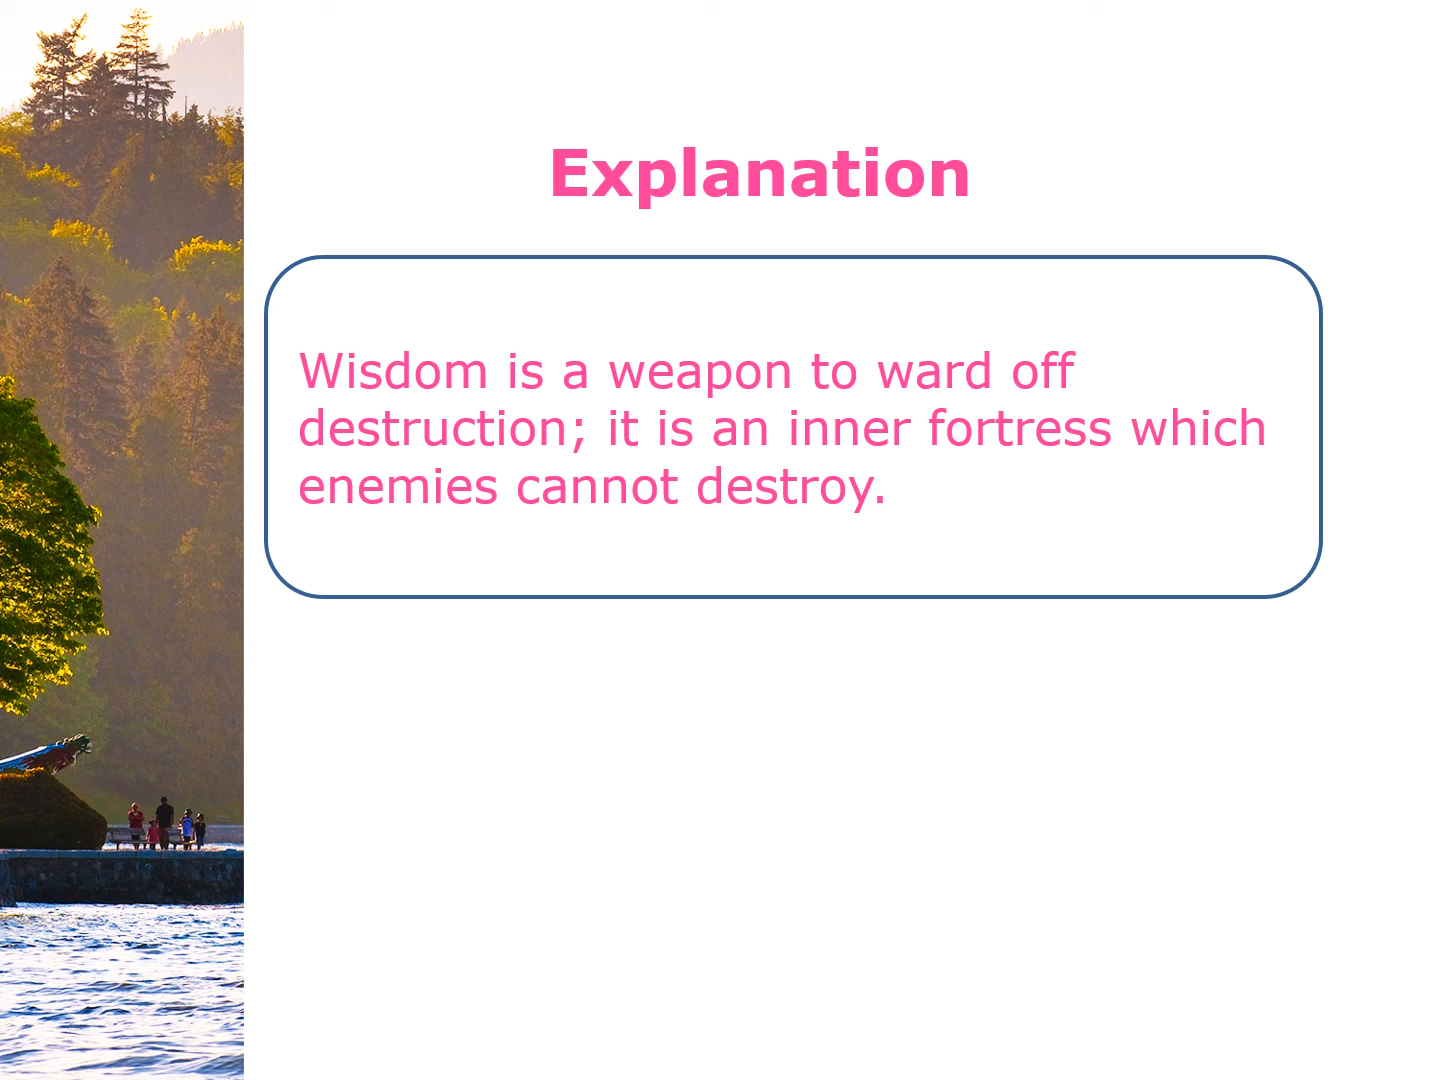 Explanation
Wisdom is a weapon to ward off
destruction; it is an inner fortress which
enemies cannot destroy.